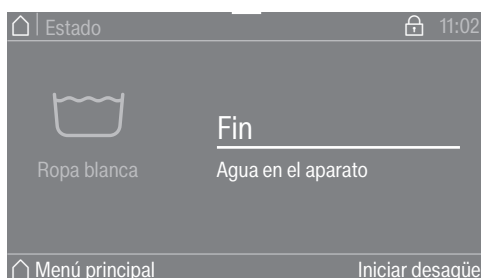 Estado 11:02
Fin
Ropa blanca Agua en el aparato
Menú principal Iniciar desagüe